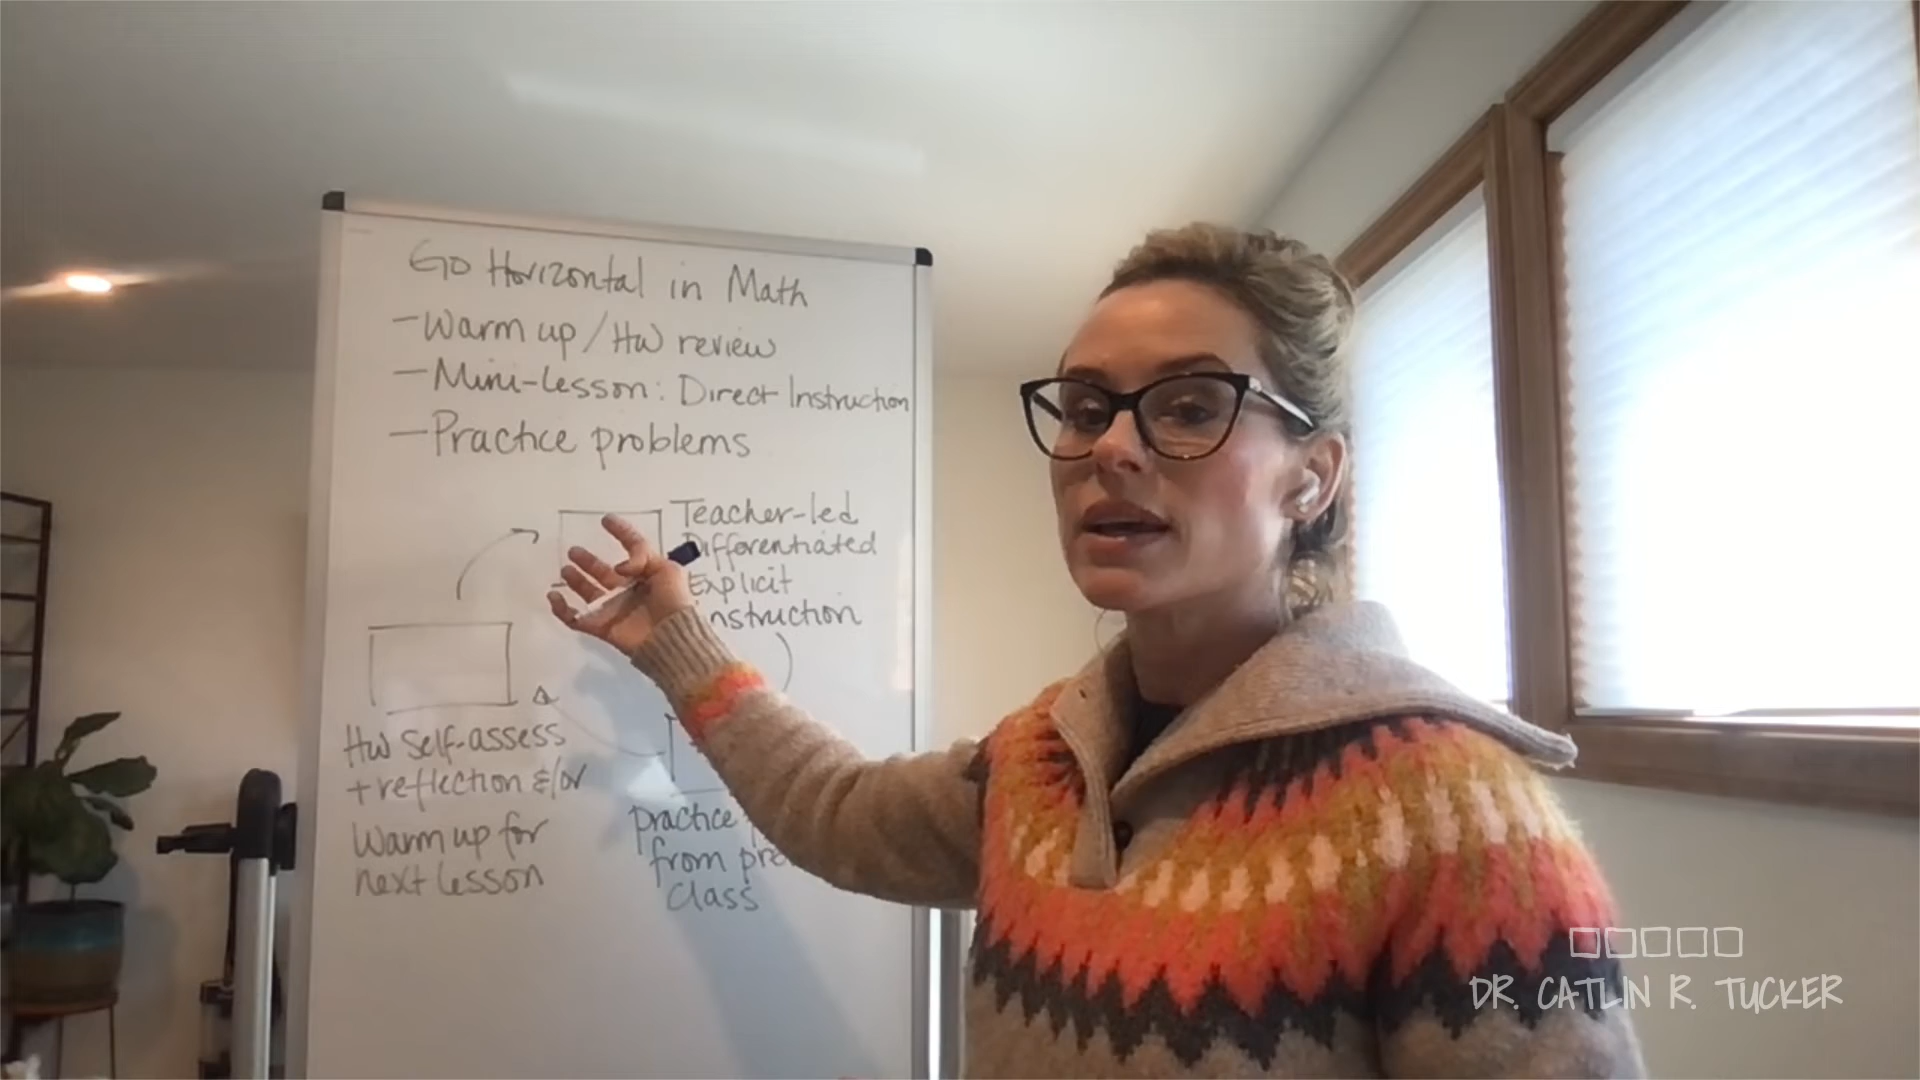 Go Horizontal in Math
- Warm up / HW review
- Mini-Lesson: Direct Instruction
- Practice problems
Teacher-led
Differentiated
Explicit
instruction
HW Self-assess
+ reflection &/or
Warm up for
next lesson
practice
from
Class
DR. CATLIN R. TUCKER